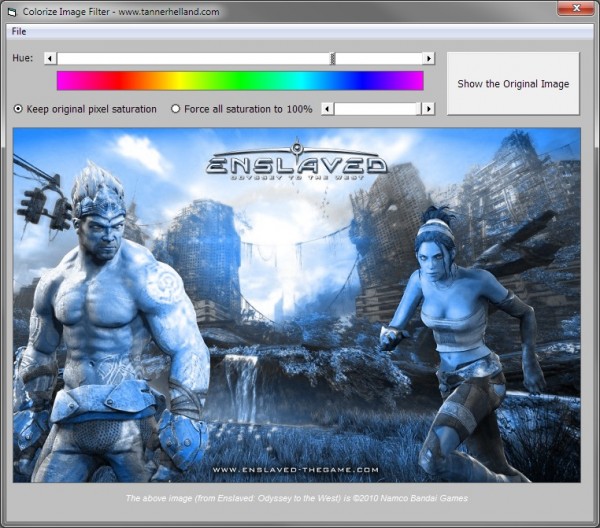 Colorize Image Filter - www.tannerhelland.com
File
Hue:
Show the Original Image
Keep original pixel saturation
Force all saturation to 100%
ENSLAVED
ODYSSEY TO THE WEST
WWW.ENSLAVED-THEGAME.COM
The above image (from Enslaved: Odyssey to the West) is ©2010 Namco Bandai Games